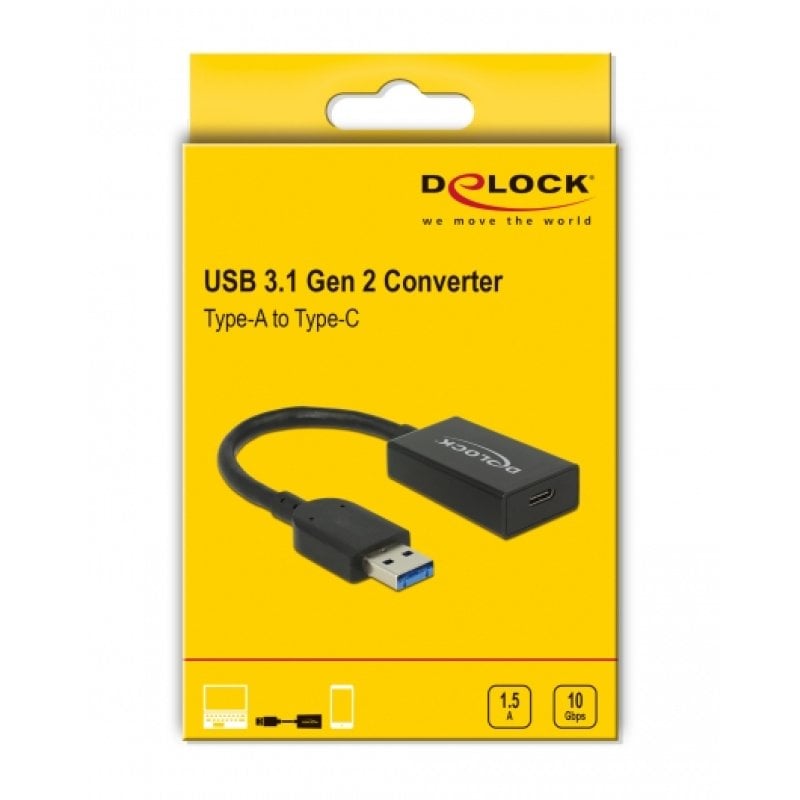 DeLOCK®
we move the world
USB 3.1 Gen 2 Converter
Type-A to Type-C
DeLOCK®
1.5
A
10
Gbps